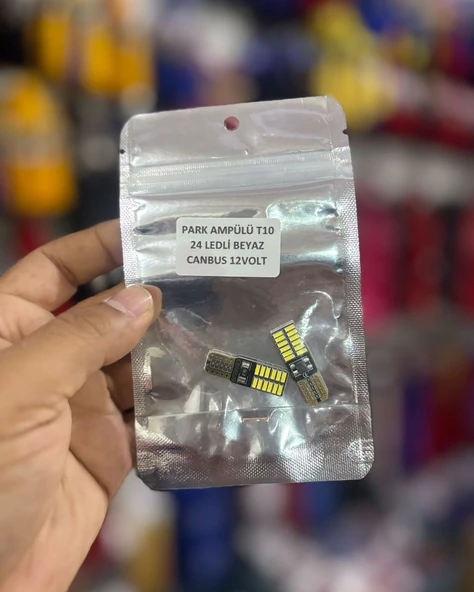 PARK AMPÜLÜ T10
24 LEDLİ BEYAZ
CANBUS 12VOLT